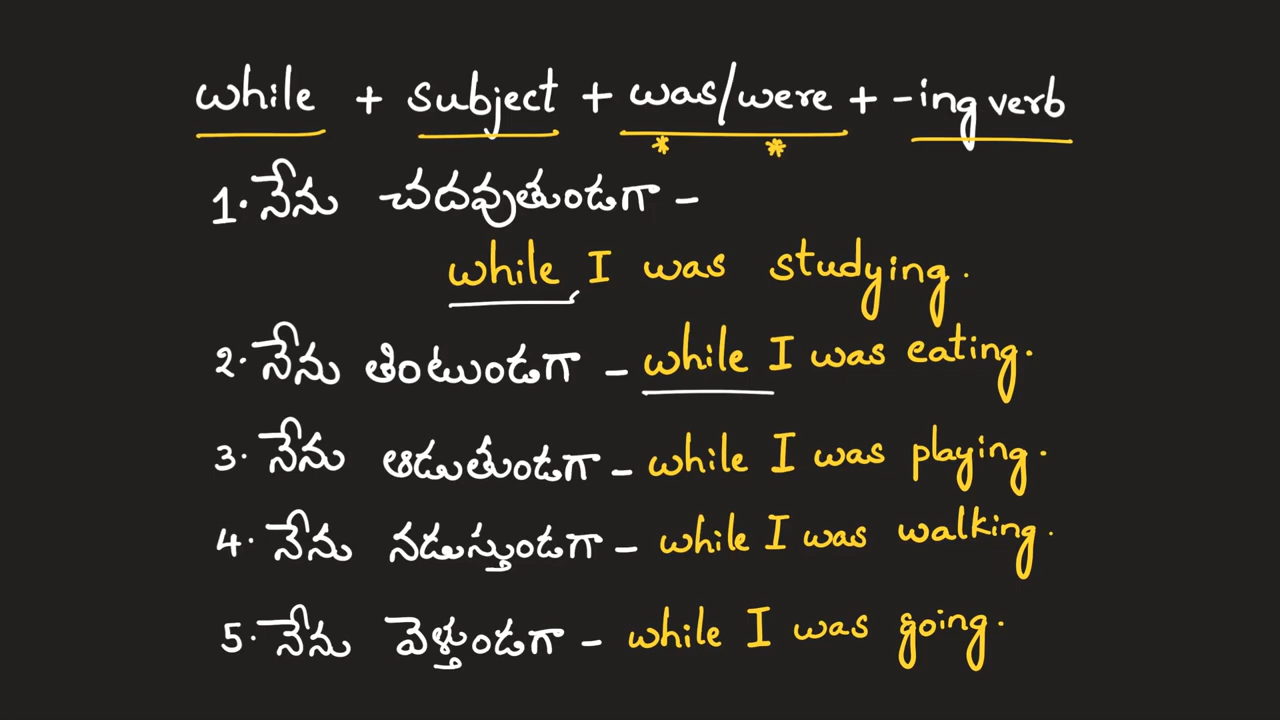 while + subject + was/were + -ing verb
* *
1. నేను చదవుతుండగా -
while I was studying.
2. నేను తింటుండగా - while I was eating.
3. నేను ఆడుతుండగా - while I was playing.
4. నేను నడుస్తుండగా - while I was walking.
5. నేను వెళ్తుండగా - while I was going.